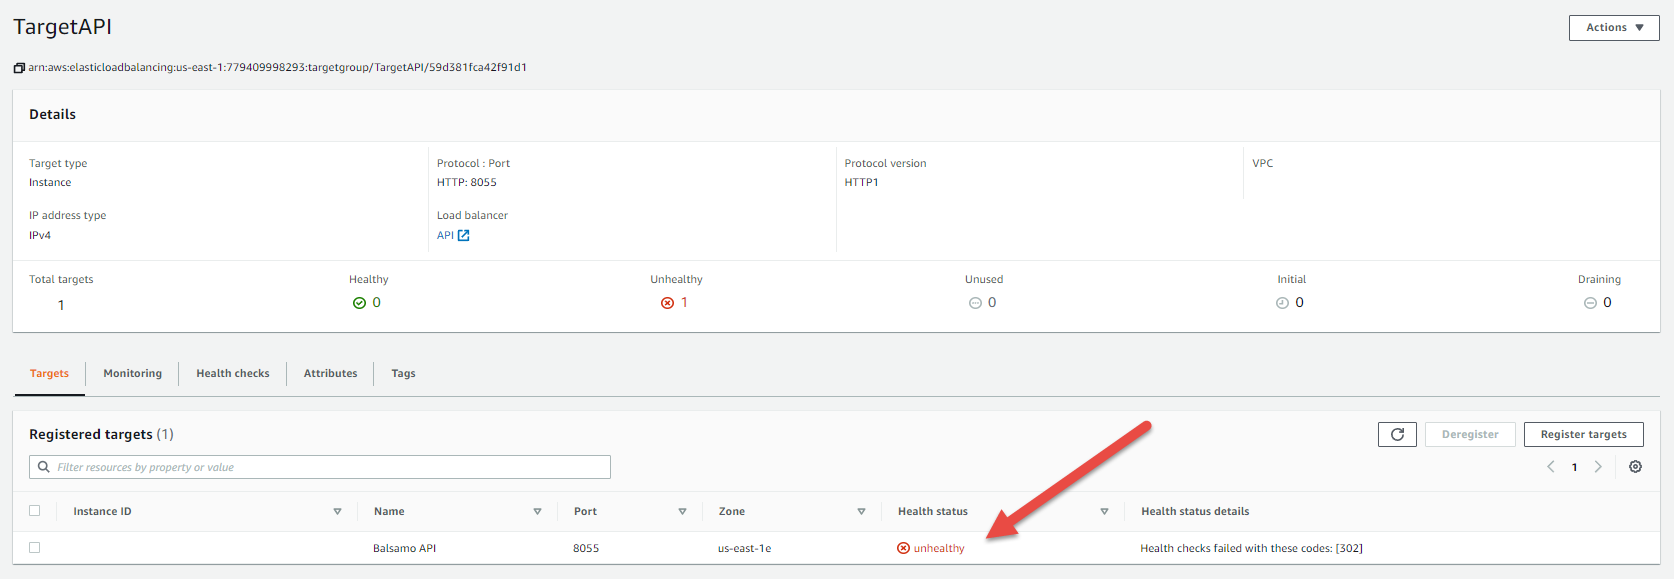 TargetAPI
Actions
arn:aws:elasticloadbalancing:us-east-1:779409998293:targetgroup/TargetAPI/59d381fca42f91d1
Details
Target type
Instance
Protocol : Port
HTTP: 8055
Protocol version
HTTP1
VPC
IP address type
IPv4
Load balancer
API
Total targets
1
Healthy
0
Unhealthy
1
Unused
0
Initial
0
Draining
0
Targets Monitoring Health checks Attributes Tags
Registered targets (1)
Deregister
Register targets
Filter resources by property or value
1
Instance ID Name Port Zone Health status Health status details
Balsamo API 8055 us-east-1e unhealthy Health checks failed with these codes: [302]